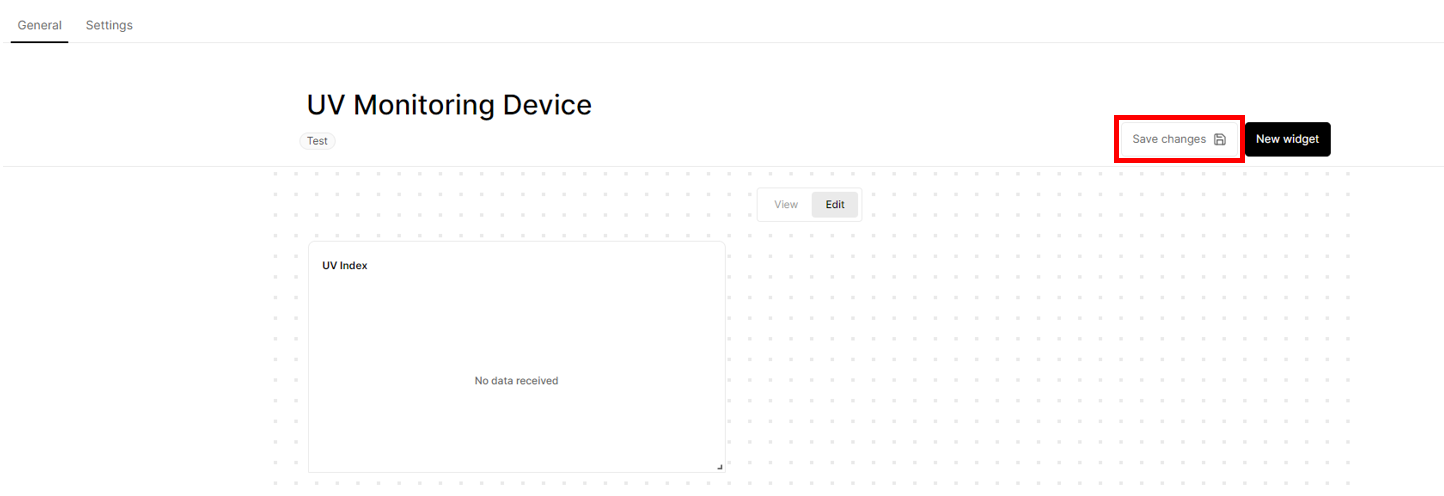 General Settings
UV Monitoring Device
Test
Save changes New widget
View Edit
UV Index
No data received